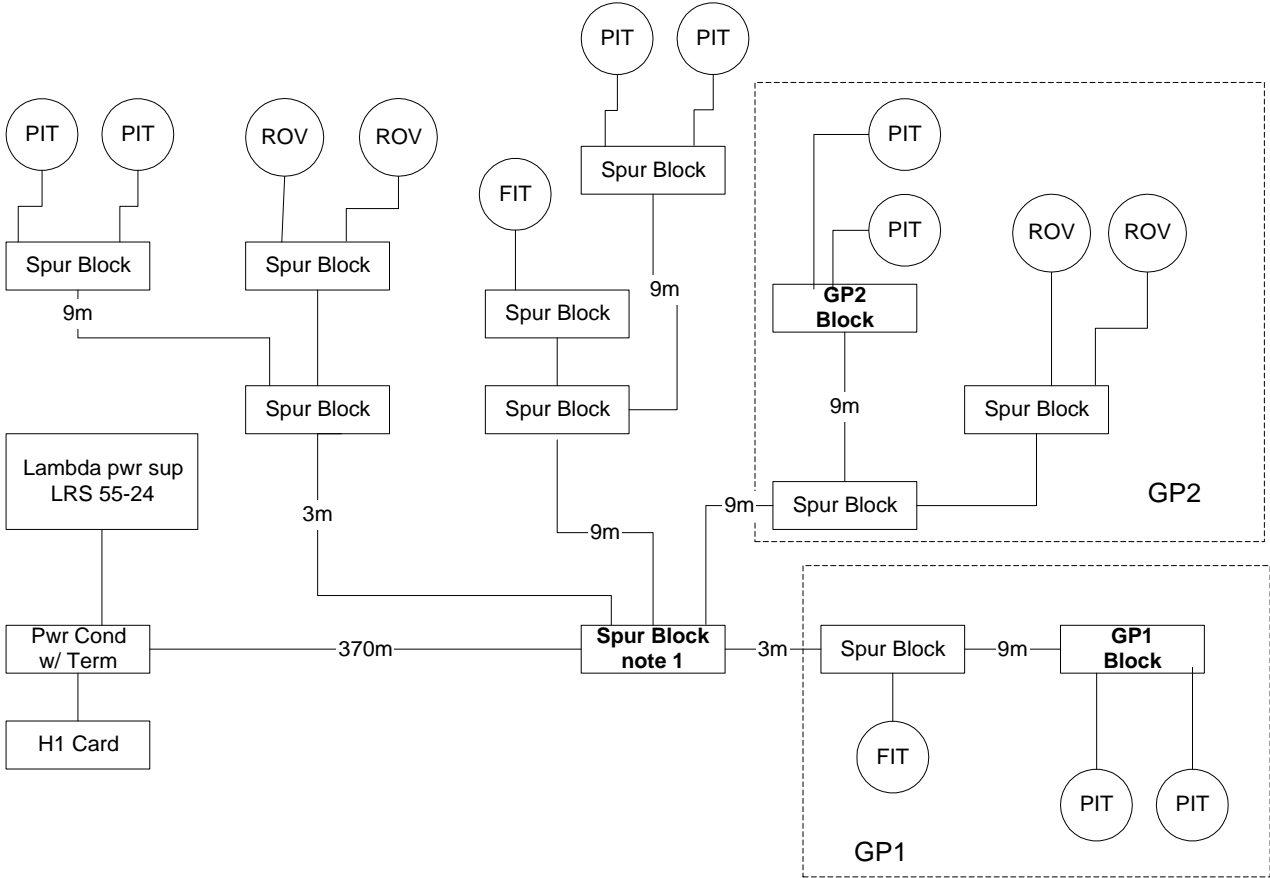 PIT
PIT
PIT
PIT
ROV
ROV
PIT
Spur Block
FIT
PIT
ROV
ROV
Spur Block
Spur Block
9m
GP2
Block
9m
Spur Block
9m
Spur Block
Spur Block
Spur Block
Lambda pwr sup
LRS 55-24
GP2
3m
9m
9m
Spur Block
Pwr Cond
w/ Term
370m
Spur Block
note 1
3m
Spur Block
9m
GP1
Block
H1 Card
FIT
PIT
PIT
GP1